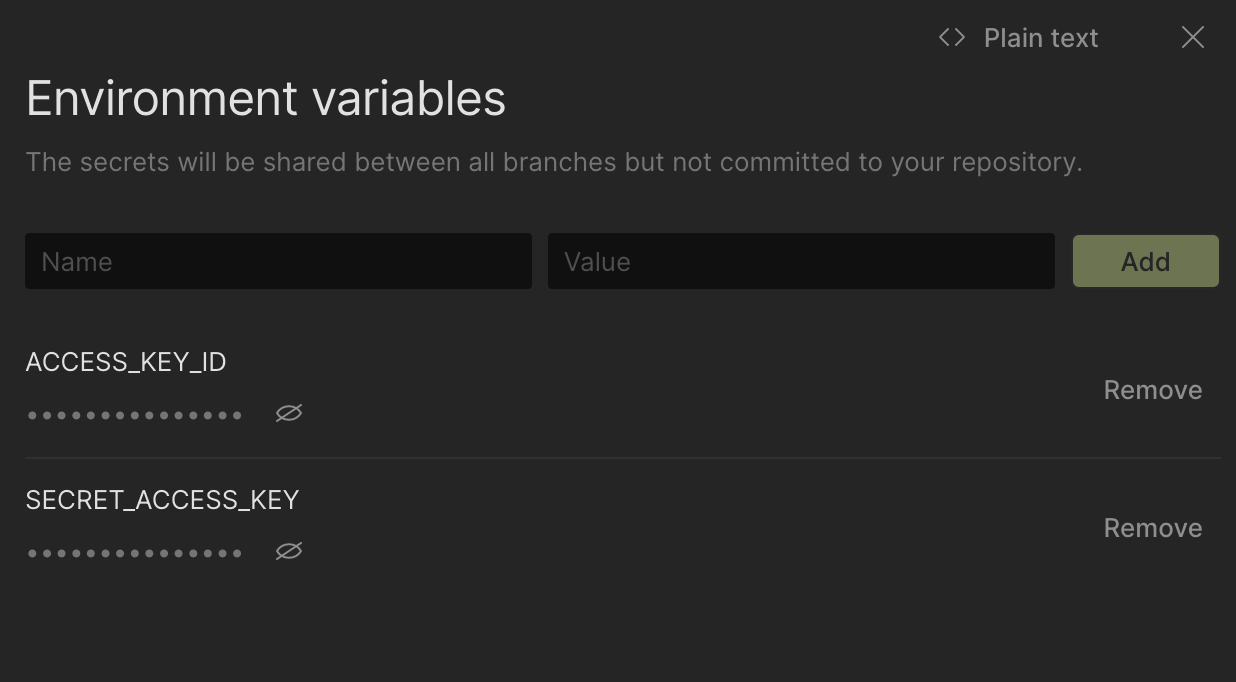 Plain text
Environment variables
The secrets will be shared between all branches but not committed to your repository.
Name
Value
Add
ACCESS_KEY_ID
Remove
SECRET_ACCESS_KEY
Remove